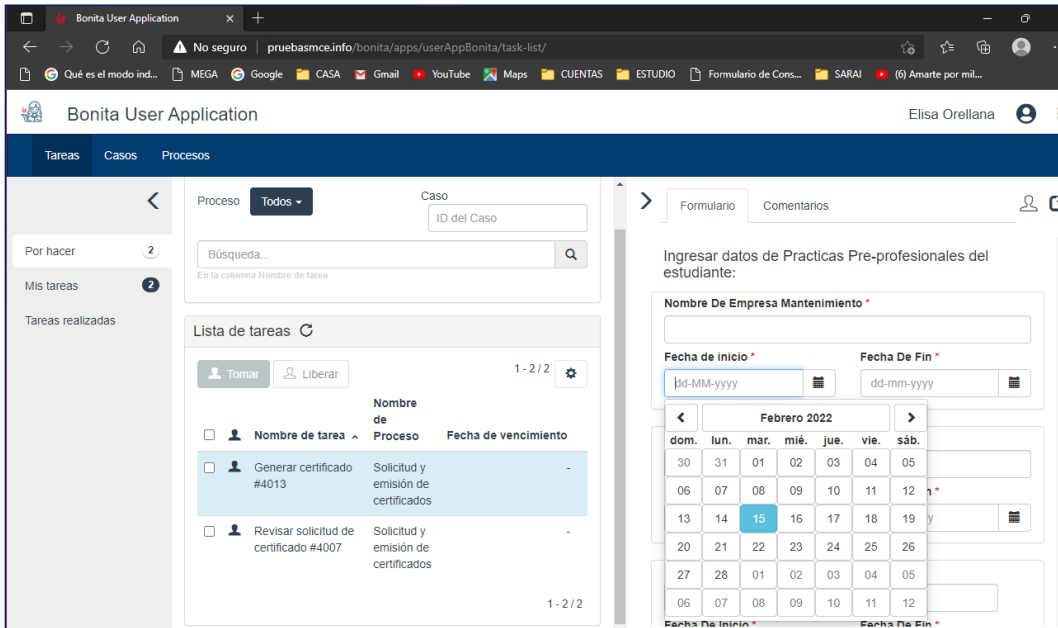 Bonita User Application
No seguro | pruebasmce.info/bonita/apps/userAppBonita/task-list/
Qué es el modo ind... MEGA Google CASA Gmail YouTube Maps CUENTAS ESTUDIO Formulario de Cons... SARAI (6) Amarte por mil...
Bonita User Application Elisa Orellana
Tareas Casos Procesos
Por hacer 2
Mis tareas 2
Tareas realizadas
Proceso Todos Caso
ID del Caso
Búsqueda...
En la columna Nombre de tarea
Lista de tareas
Tomar Liberar 1 - 2 / 2
Nombre de tarea Nombre de Proceso Fecha de vencimiento
Generar certificado Solicitud y -
#4013 emisión de
certificados
Revisar solicitud de Solicitud y -
certificado #4007 emisión de
certificados
1 - 2 / 2
Formulario Comentarios
Ingresar datos de Practicas Pre-profesionales del
estudiante:
Nombre De Empresa Mantenimiento *
Fecha de inicio * Fecha De Fin *
dd-MM-yyyy dd-mm-yyyy
Febrero 2022
dom. lun. mar. mié. jue. vie. sáb.
30 31 01 02 03 04 05
06 07 08 09 10 11 12
13 14 15 16 17 18 19
20 21 22 23 24 25 26
27 28 01 02 03 04 05
06 07 08 09 10 11 12
Fecha De Inicio * Fecha De Fin *